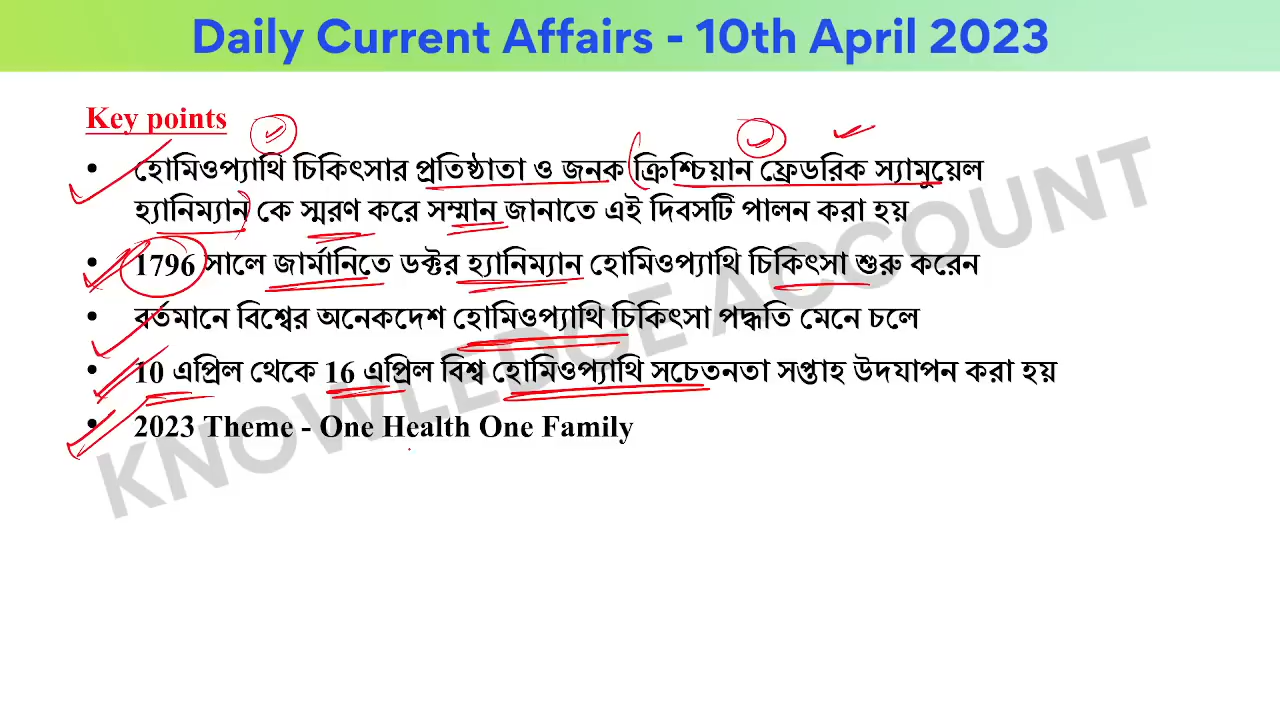 Daily Current Affairs - 10th April 2023
Key points
• হোমিওপ্যাথি চিকিৎসার প্রতিষ্ঠাতা ও জনক ক্রিশ্চিয়ান ফ্রেডরিক স্যামুয়েল
হ্যানিম্যান কে স্মরণ করে সম্মান জানাতে এই দিবসটি পালন করা হয়
• 1796 সালে জার্মানিতে ডক্টর হ্যানিম্যান হোমিওপ্যাথি চিকিৎসা শুরু করেন
• বর্তমানে বিশ্বের অনেকদেশ হোমিওপ্যাথি চিকিৎসা পদ্ধতি মেনে চলে
• 10 এপ্রিল থেকে 16 এপ্রিল বিশ্ব হোমিওপ্যাথি সচেতনতা সপ্তাহ উদযাপন করা হয়
• 2023 Theme - One Health One Family
KNOWLEDGE ACCOUNT